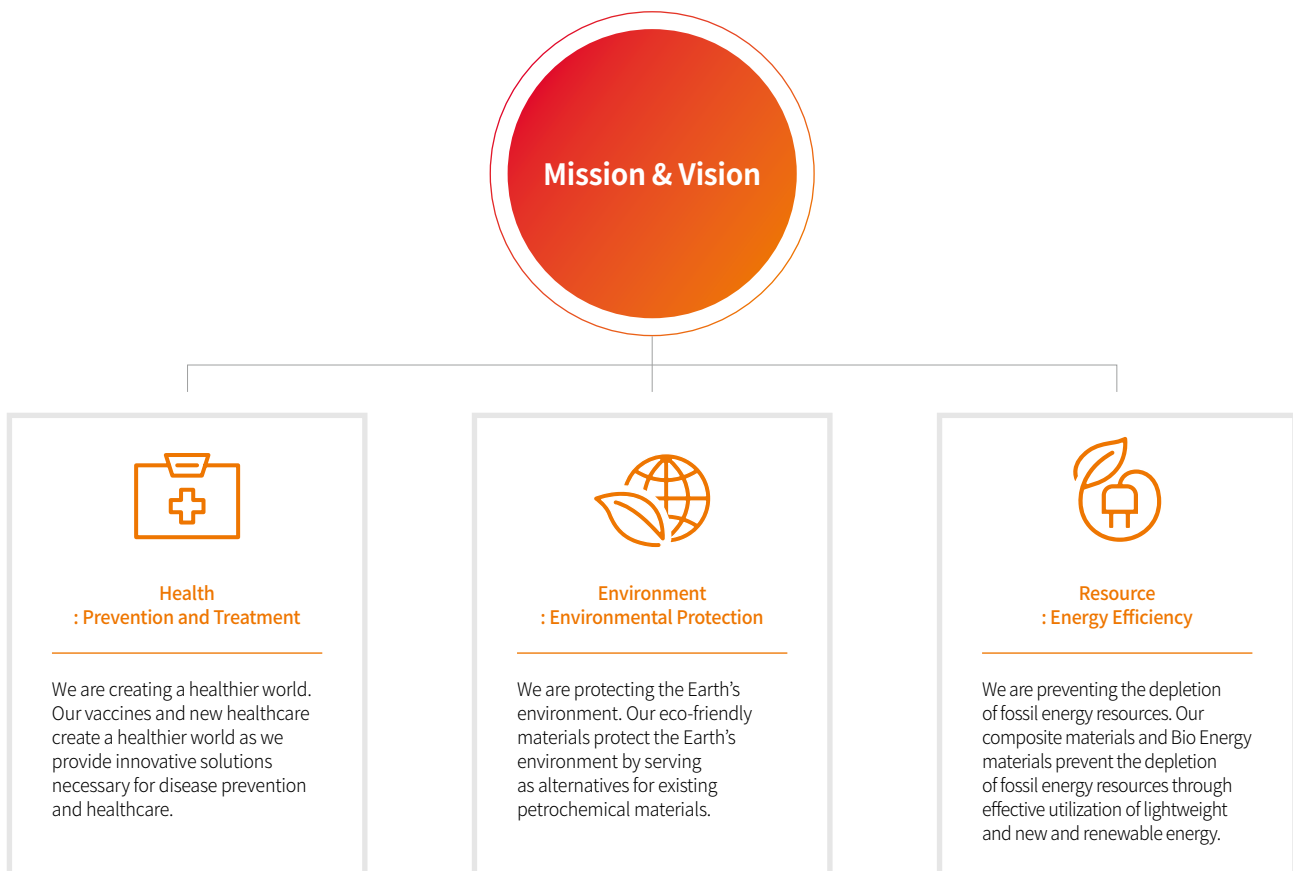 Mission & Vision
Health
: Prevention and Treatment
We are creating a healthier world.
Our vaccines and new healthcare
create a healthier world as we
provide innovative solutions
necessary for disease prevention
and healthcare.
Environment
: Environmental Protection
We are protecting the Earth’s
environment. Our eco-friendly
materials protect the Earth’s
environment by serving
as alternatives for existing
petrochemical materials.
Resource
: Energy Efficiency
We are preventing the depletion
of fossil energy resources. Our
composite materials and Bio Energy
materials prevent the depletion
of fossil energy resources through
effective utilization of lightweight
and new and renewable energy.